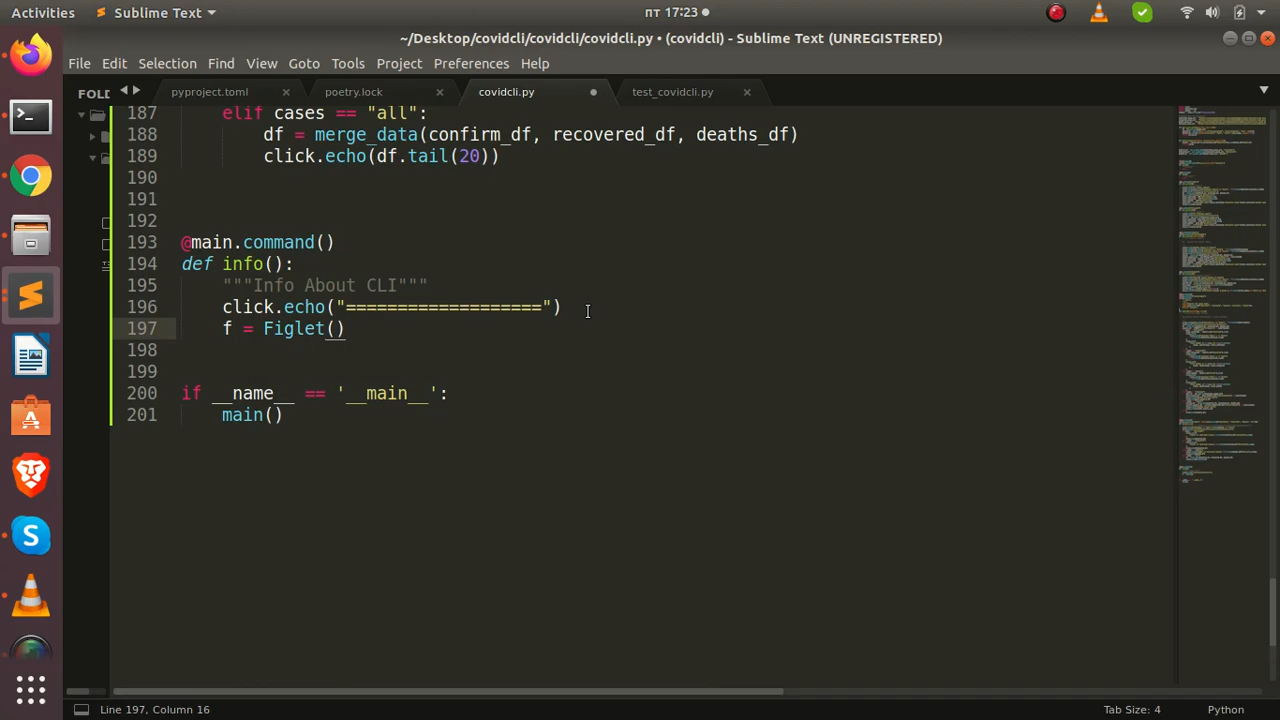 Activities
Sublime Text
пт 17:23
~/Desktop/covidcli/covidcli/covidcli.py • (covidcli) - Sublime Text (UNREGISTERED)
File Edit Selection Find View Goto Tools Project Preferences Help
FOLD
pyproject.toml
poetry.lock
covidcli.py
test_covidcli.py
187 elif cases == "all":
188 df = merge_data(confirm_df, recovered_df, deaths_df)
189 click.echo(df.tail(20))
190
191
192
193 @main.command()
194 def info():
195 """Info About CLI"""
196 click.echo("===================")
197 f = Figlet()
198
199
200 if __name__ == '__main__':
201 main()
Line 197, Column 16
Tab Size: 4
Python